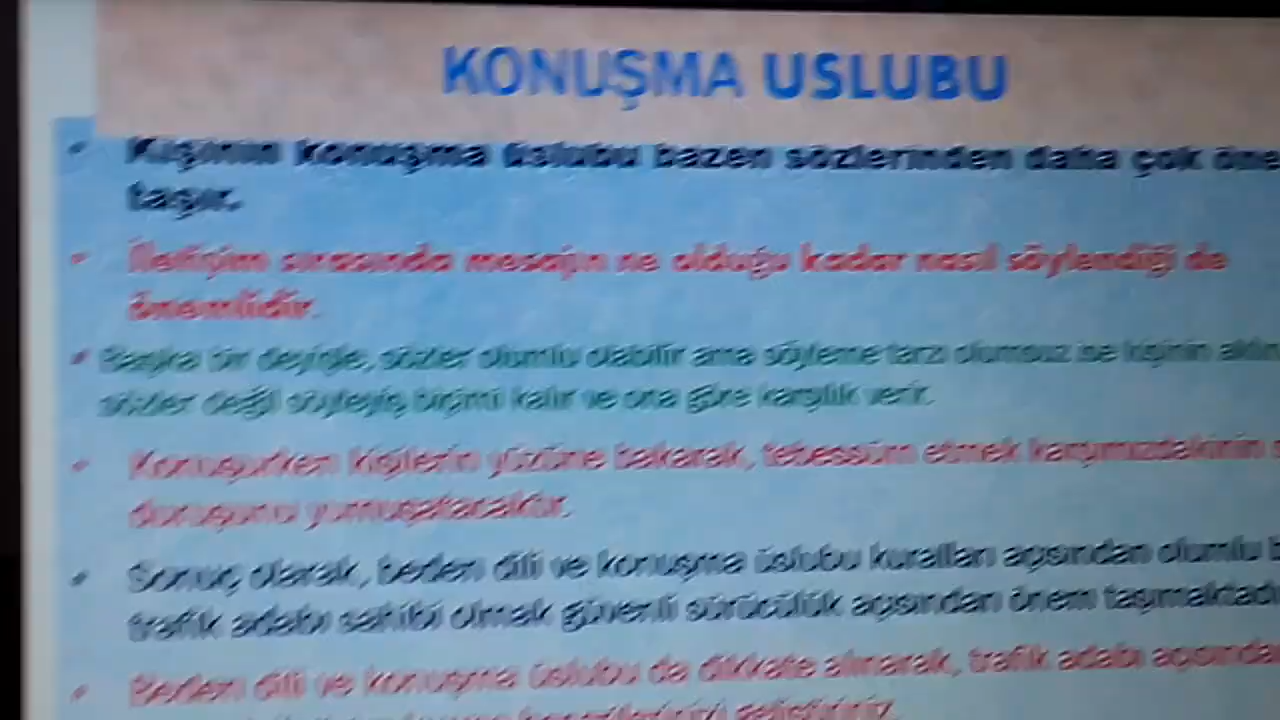 KONUŞMA USLUBU
Kişinin konuşma üslubu bazen sözlerinden daha çok öne
taşır.
İletişim sırasında mesajın ne olduğu kadar nasıl söylendiği de
önemlidir.
Başka bir deyişle, sözler olumlu olabilir ama söyleme tarzı olumsuz ise kişinin aklın
sözler değil söyleyiş biçimi kalır ve ona göre karşılık verir.
Konuşurken kişilerin yüzüne bakarak, tebessüm etmek karşımızdakinin s
duruşunu yumuşatacaktır.
Sonuç olarak, beden dili ve konuşma üslubu kuralları açısından olumlu b
trafik adabı sahibi olmak güvenli sürücülük açısından önem taşımaktadı
Beden dili ve konuşma üslubu da dikkate alınarak, trafik adabı açısında
geliştiriniz.